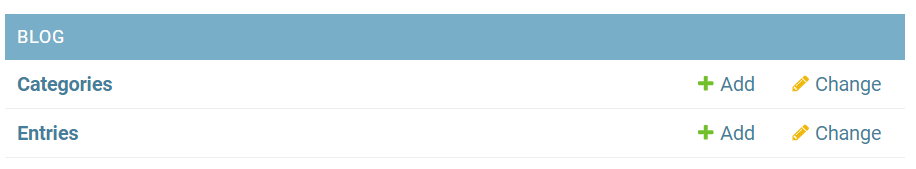 BLOG
Categories Add Change
Entries Add Change